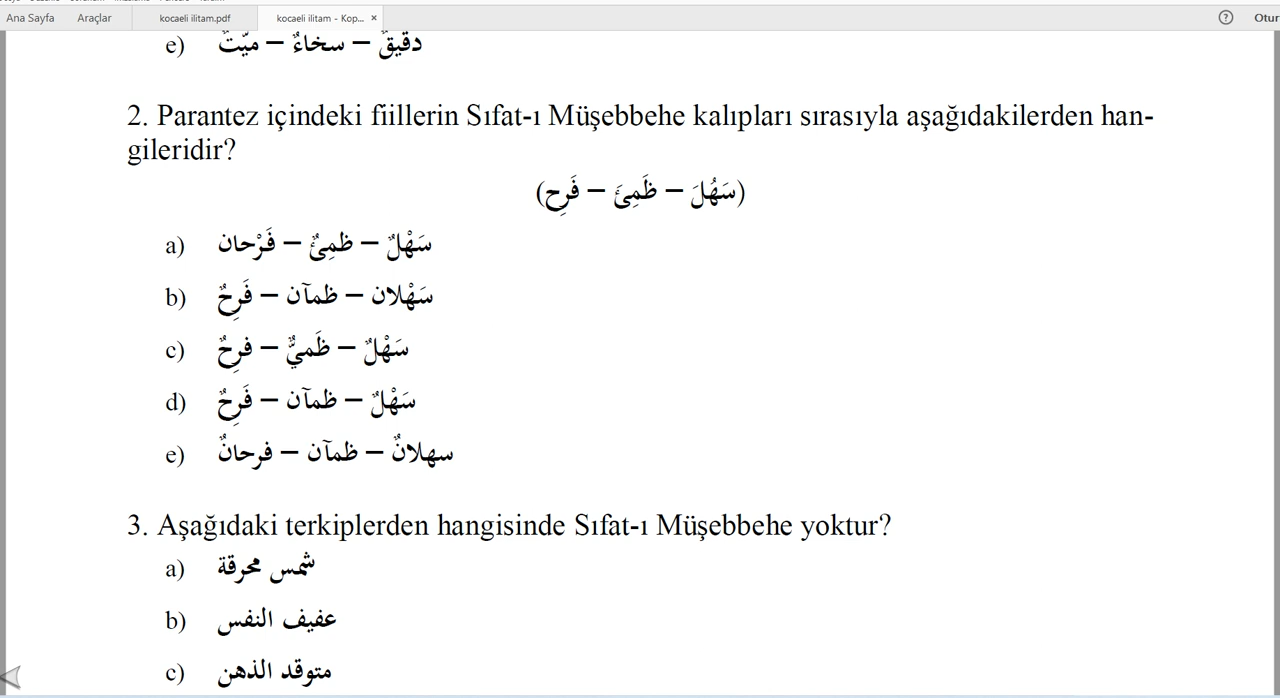 Ana Sayfa Araçlar kocaeli ilitam.pdf kocaeli ilitam - Kop... × ? Otur
e) دقيقٌ – سخاءٌ – ميّتٌ
2. Parantez içindeki fiillerin Sıfat-ı Müşebbehe kalıpları sırasıyla aşağıdakilerden han-
gileridir?
(سَهُلَ – ظَمِئَ – فَرِح)
a) سَهْلٌ – ظمِئٌ – فَرْحان
b) سَهْلان – ظمآن – فَرِحٌ
c) سَهْلٌ – ظَميٌّ – فرِحٌ
d) سَهْلٌ – ظمآن – فَرِحٌ
e) سهلانٌ – ظمآن – فرحانٌ
3. Aşağıdaki terkiplerden hangisinde Sıfat-ı Müşebbehe yoktur?
a) شمس محرقة
b) عفيف النفس
c) متوقد الذهن